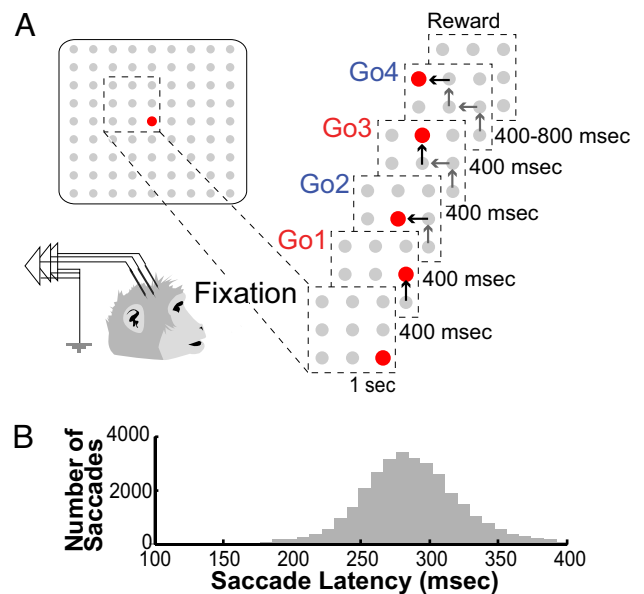 A
Reward
Go4
Go3
400-800 msec
400 msec
Go2
400 msec
Go1
400 msec
Fixation
400 msec
1 sec
B
Number of
Saccades
4000
2000
0
100
150
200
250
300
350
400
Saccade Latency (msec)